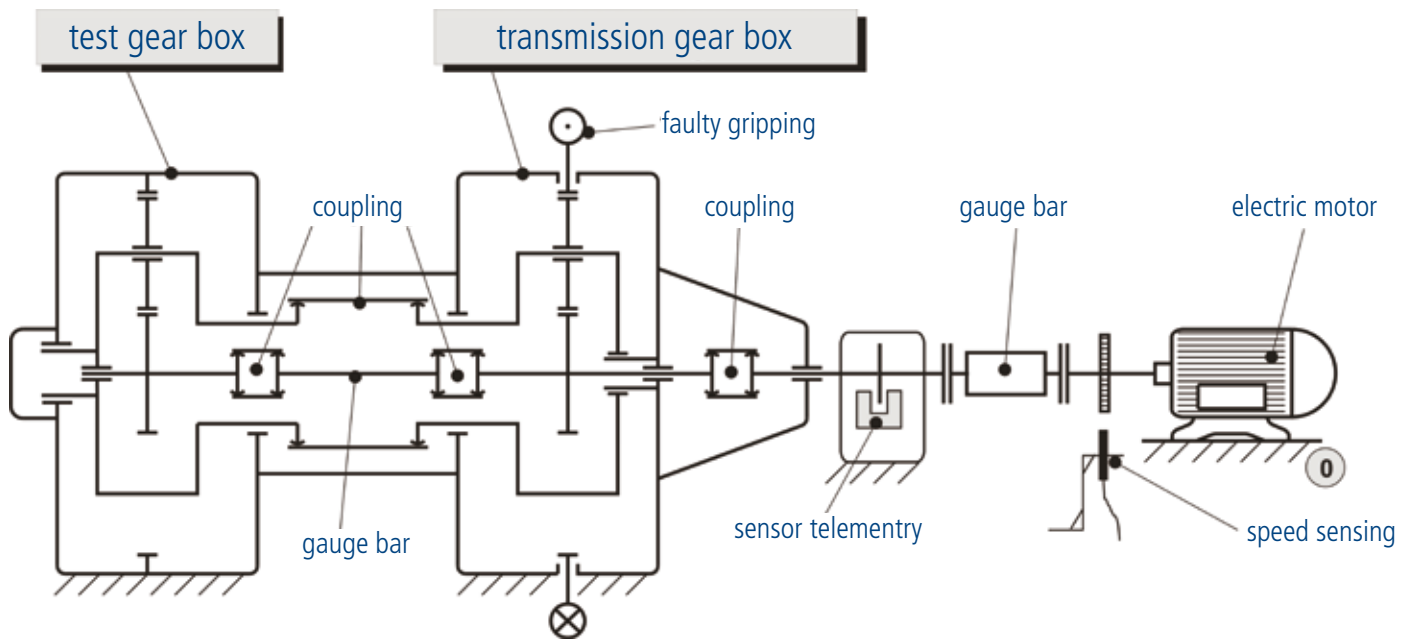 test gear box
transmission gear box
faulty gripping
coupling
coupling
gauge bar
electric motor
0
sensor telementry
speed sensing
gauge bar